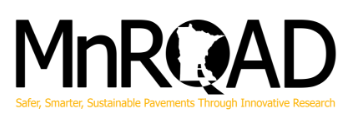 MnROAD
Safer, Smarter, Sustainable Pavements Through Innovative Research